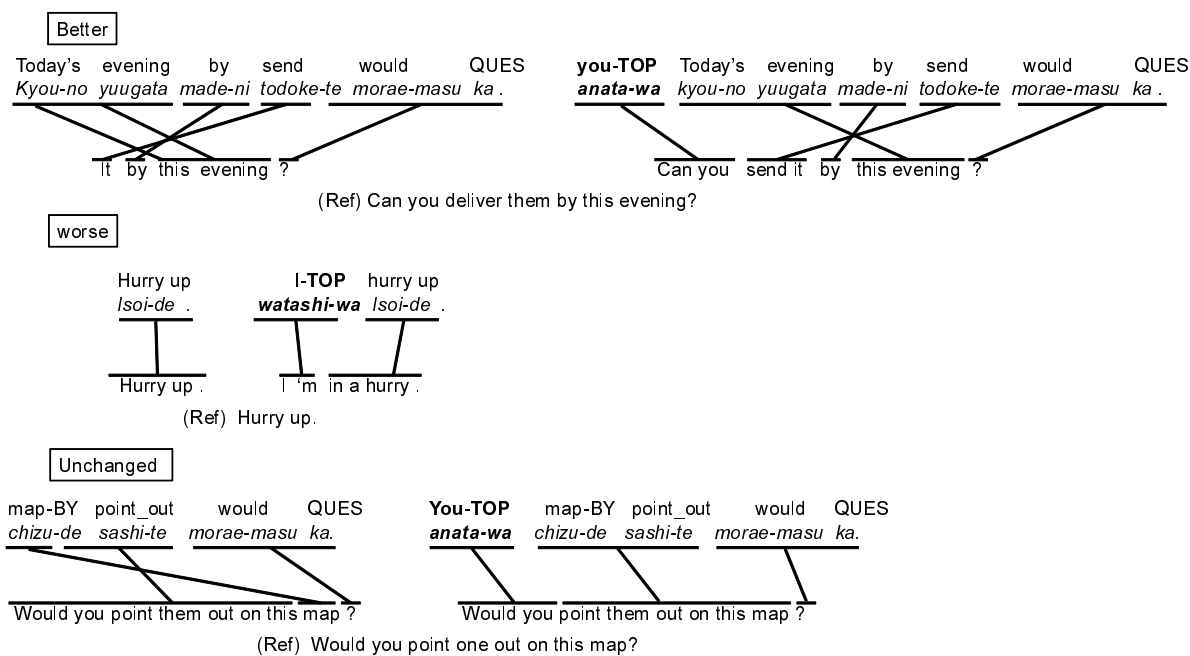 Better
Today's evening by send would QUES you-TOP Today's evening by send would QUES
Kyou-no yuugata made-ni todoke-te morae-masu ka . anata-wa kyou-no yuugata made-ni todoke-te morae-masu ka .
It by this evening ? Can you send it by this evening ?
(Ref) Can you deliver them by this evening?
worse
Hurry up I-TOP hurry up
Isoi-de . watashi-wa Isoi-de .
Hurry up . I 'm in a hurry .
(Ref) Hurry up.
Unchanged
map-BY point_out would QUES You-TOP map-BY point_out would QUES
chizu-de sashi-te morae-masu ka. anata-wa chizu-de sashi-te morae-masu ka.
Would you point them out on this map ? Would you point them out on this map ?
(Ref) Would you point one out on this map?